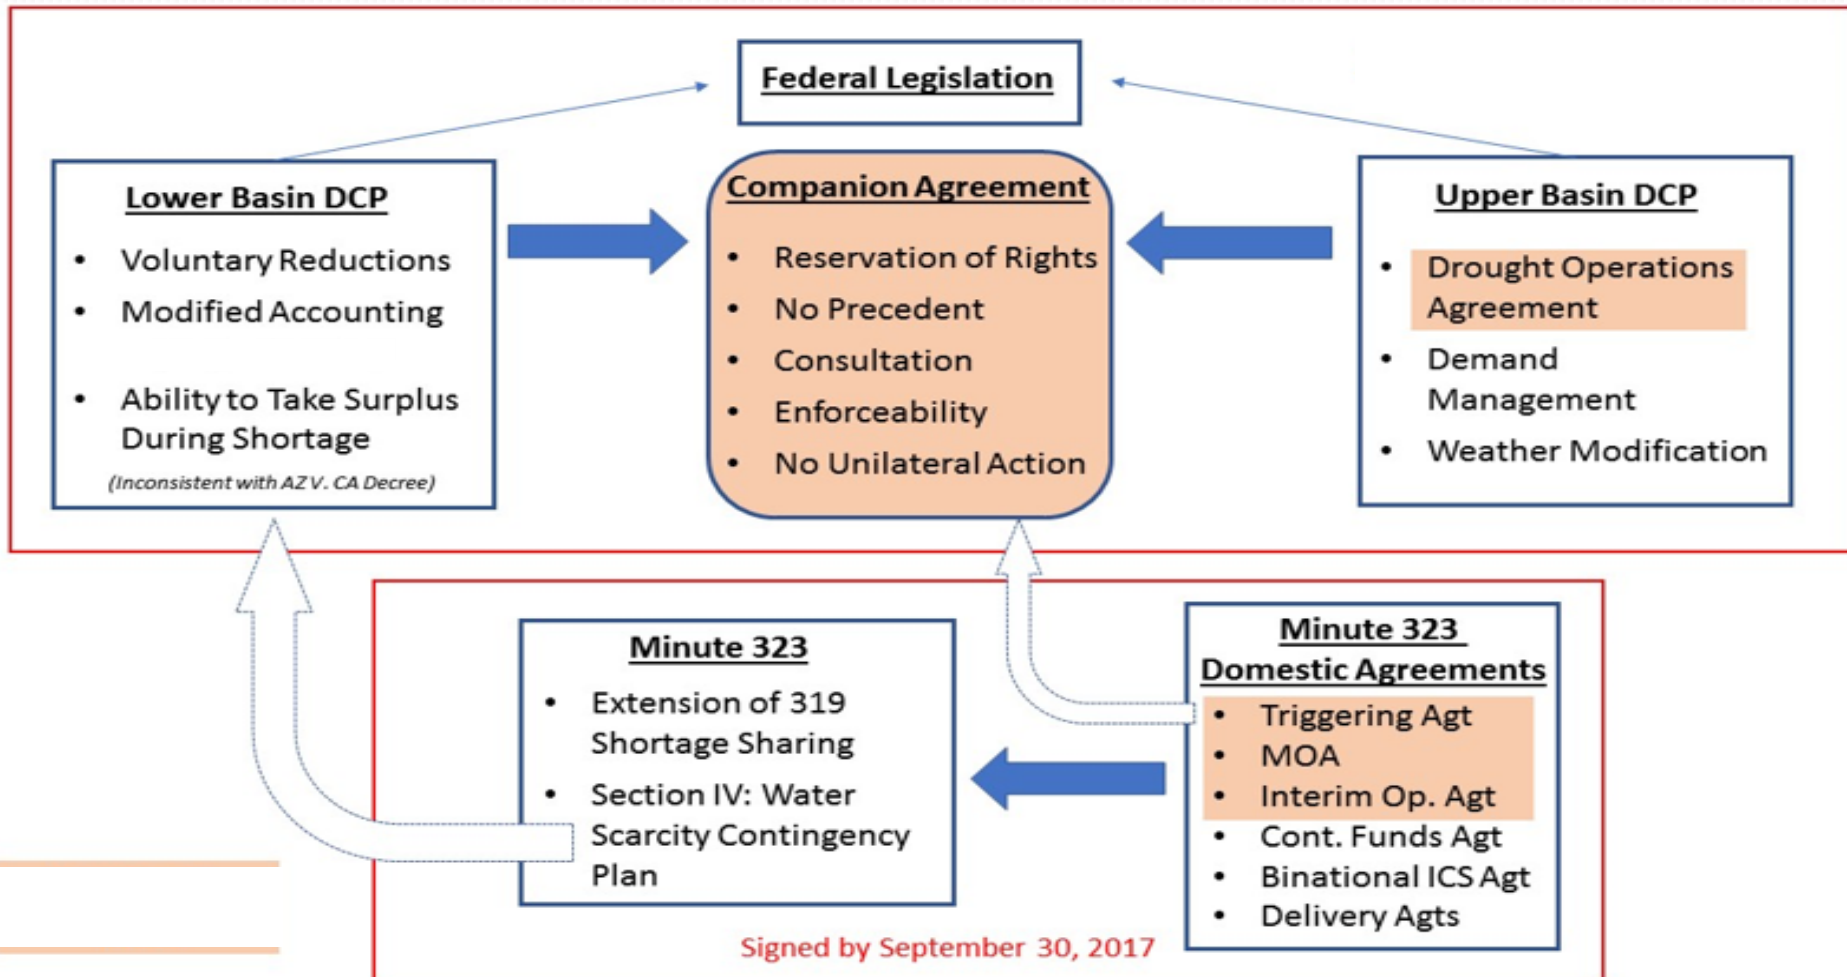 Federal Legislation
Lower Basin DCP
• Voluntary Reductions
• Modified Accounting
• Ability to Take Surplus
During Shortage
(Inconsistent with AZ V. CA Decree)
Companion Agreement
• Reservation of Rights
• No Precedent
• Consultation
• Enforceability
• No Unilateral Action
Upper Basin DCP
• Drought Operations
Agreement
• Demand
Management
• Weather Modification
Minute 323
• Extension of 319
Shortage Sharing
• Section IV: Water
Scarcity Contingency
Plan
Minute 323
Domestic Agreements
• Triggering Agt
• MOA
• Interim Op. Agt
• Cont. Funds Agt
• Binational ICS Agt
• Delivery Agts
Signed by September 30, 2017